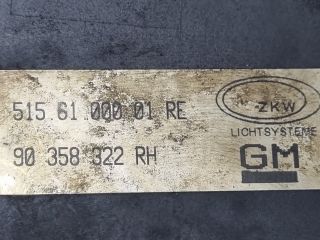 515 61 000 01 RE
ZKW
LICHTSYSTEME
90 358 322 RH
GM